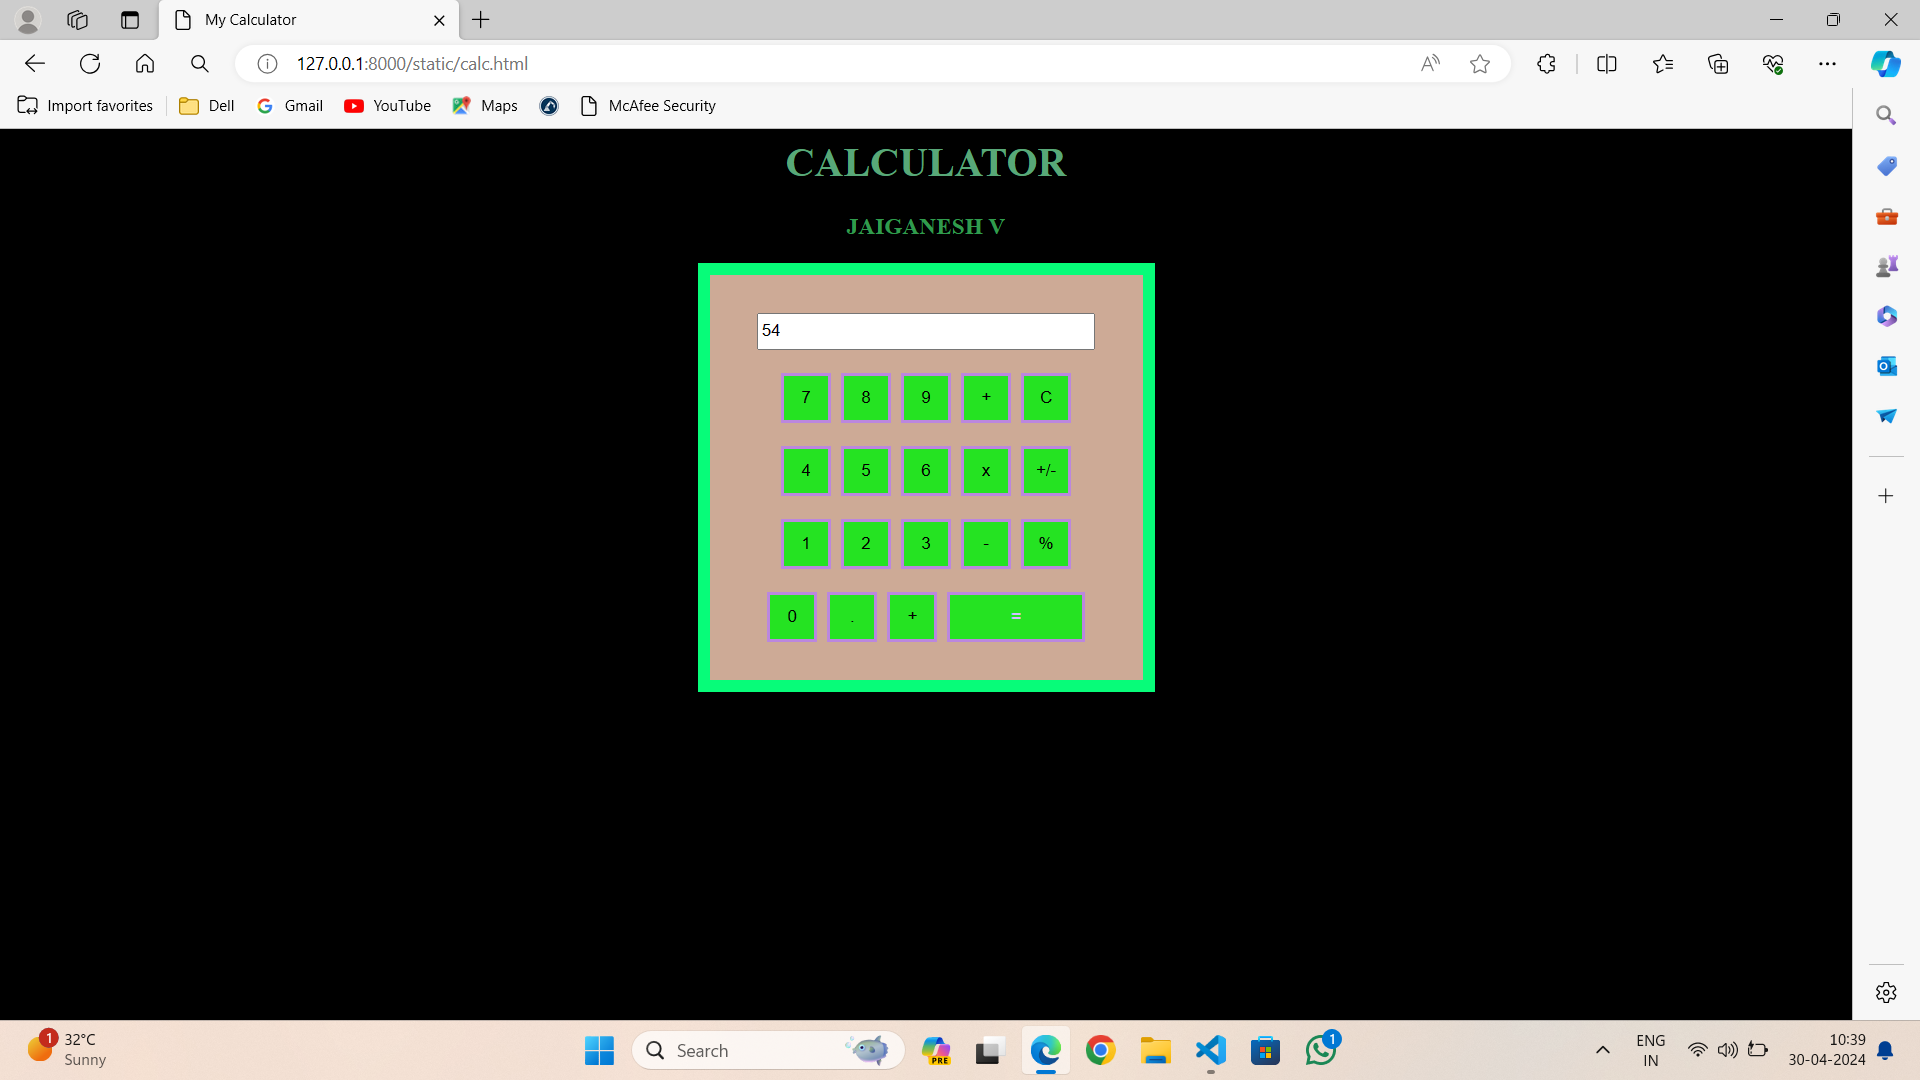 My Calculator
127.0.0.1:8000/static/calc.html
Import favorites Dell Gmail YouTube Maps McAfee Security
CALCULATOR
JAIGANESH V
54
7 8 9 + C
4 5 6 x +/-
1 2 3 - %
0 . + =
1 32°C
Sunny
Search
PRE
1
ENG
IN
10:39
30-04-2024